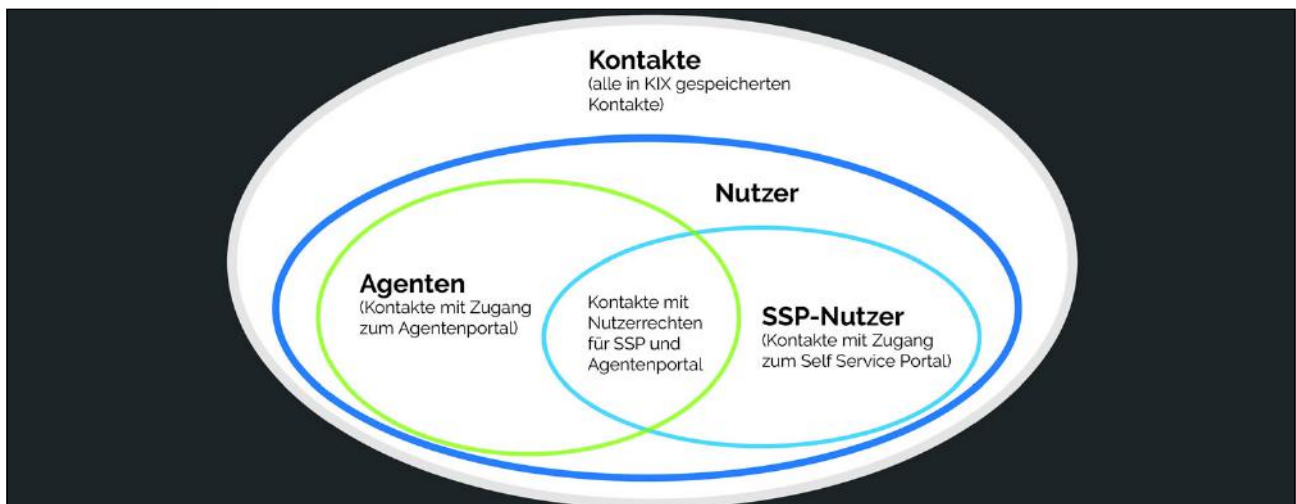 Kontakte
(alle in KIX gespeicherten
Kontakte)
Nutzer
Agenten
(Kontakte mit Zugang
zum Agentenportal)
Kontakte mit
Nutzerrechten
für SSP und
Agentenportal
SSP-Nutzer
(Kontakte mit Zugang
zum Self Service Portal)